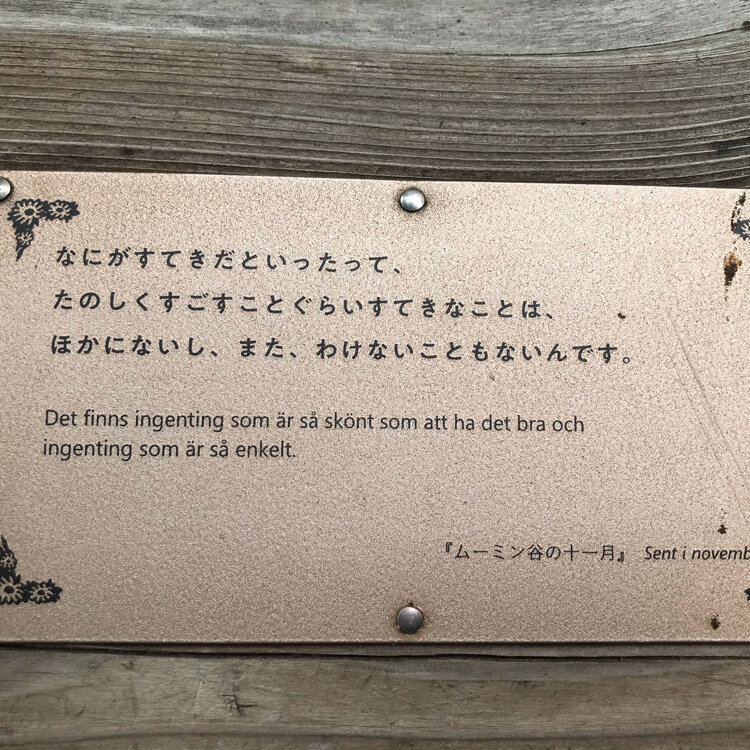 なにがすてきだといったって、
たのしくすごすことぐらいすてきなことは、
ほかにないし、また、わけないこともないんです。
Det finns ingenting som är så skönt som att ha det bra och
ingenting som är så enkelt.
『ムーミン谷の十一月』 Sent i novemb